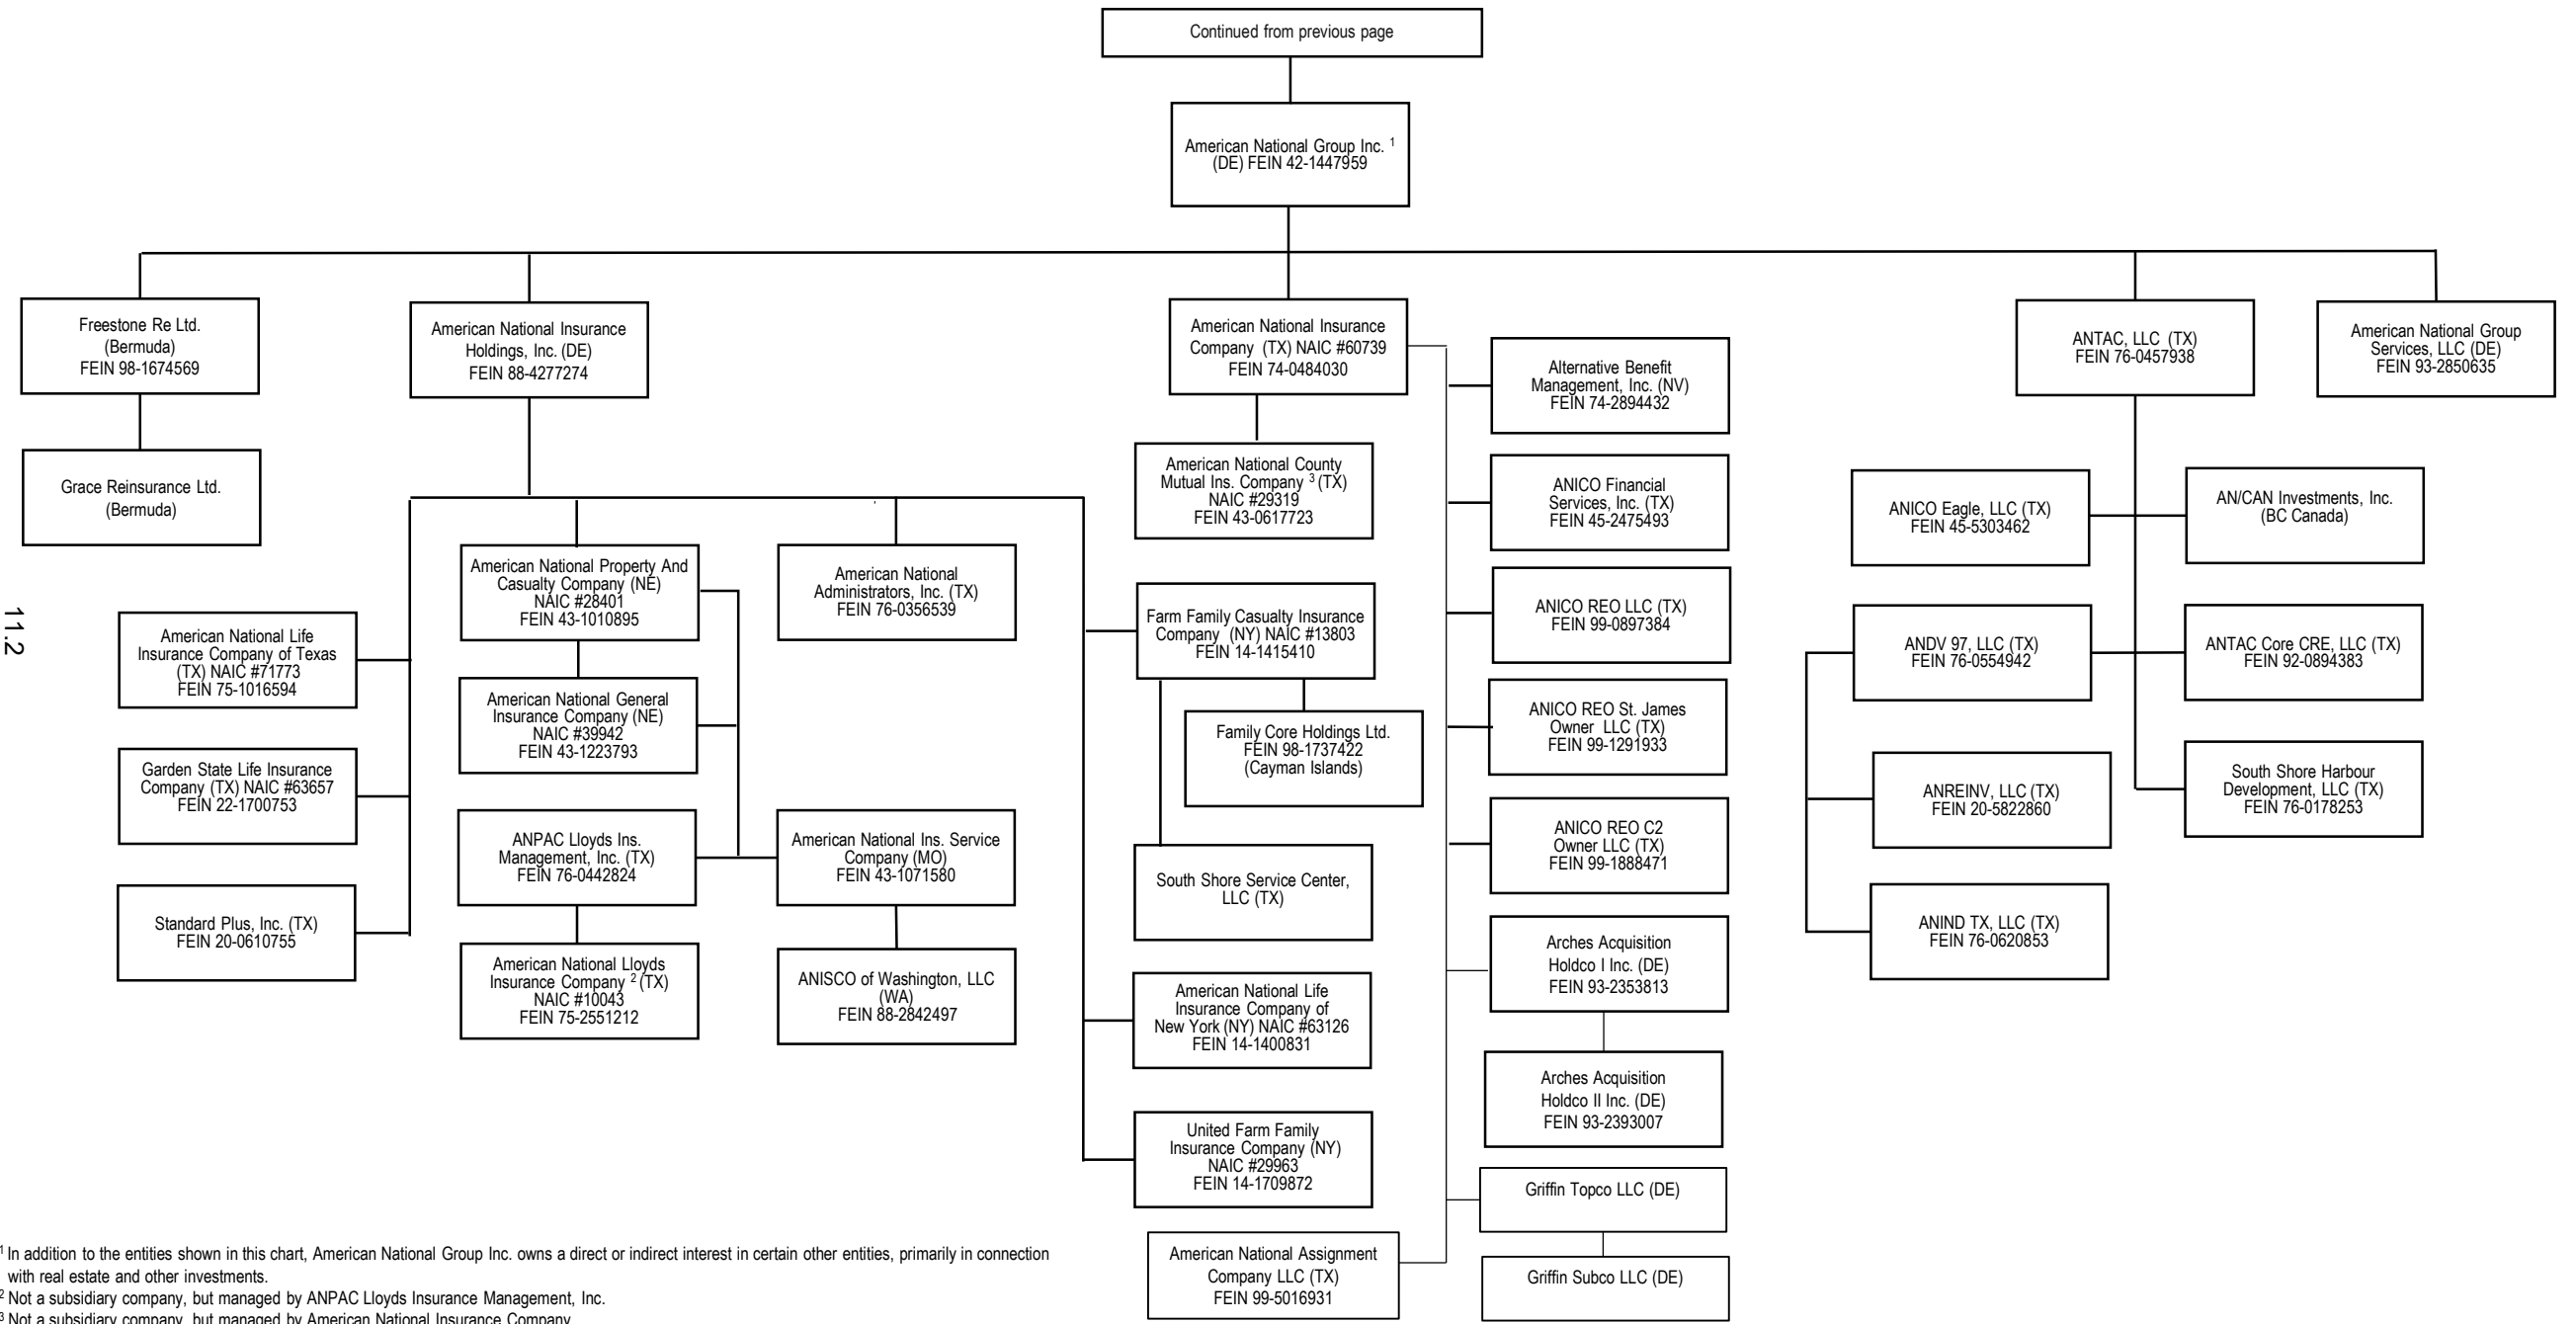 Continued from previous page
American National Group Inc. 1
(DE) FEIN 42-1447959
Freestone Re Ltd.
(Bermuda)
FEIN 98-1674569
American National Insurance
Holdings, Inc. (DE)
FEIN 88-4277274
American National Insurance
Company (TX) NAIC #60739
FEIN 74-0484030
ANTAC, LLC (TX)
FEIN 76-0457938
American National Group
Services, LLC (DE)
FEIN 93-2850635
Grace Reinsurance Ltd.
(Bermuda)
American National County
Mutual Ins. Company 3 (TX)
NAIC #29319
FEIN 43-0617723
Alternative Benefit
Management, Inc. (NV)
FEIN 74-2894432
ANICO Financial
Services, Inc. (TX)
FEIN 45-2475493
ANICO REO LLC (TX)
FEIN 99-0897384
ANICO REO St. James
Owner LLC (TX)
FEIN 99-1291933
ANICO REO C2
Owner LLC (TX)
FEIN 99-1888471
Arches Acquisition
Holdco I Inc. (DE)
FEIN 93-2353813
Arches Acquisition
Holdco II Inc. (DE)
FEIN 93-2393007
Griffin Topco LLC (DE)
Griffin Subco LLC (DE)
American National Assignment
Company LLC (TX)
FEIN 99-5016931
ANICO Eagle, LLC (TX)
FEIN 45-5303462
AN/CAN Investments, Inc.
(BC Canada)
ANDV 97, LLC (TX)
FEIN 76-0554942
ANTAC Core CRE, LLC (TX)
FEIN 92-0894383
ANREINV, LLC (TX)
FEIN 20-5822860
South Shore Harbour
Development, LLC (TX)
FEIN 76-0178253
ANIND TX, LLC (TX)
FEIN 76-0620853
American National Life
Insurance Company of Texas
(TX) NAIC #71773
FEIN 75-1016594
Garden State Life Insurance
Company (TX) NAIC #63657
FEIN 22-1700753
Standard Plus, Inc. (TX)
FEIN 20-0610755
American National Property And
Casualty Company (NE)
NAIC #28401
FEIN 43-1010895
American National General
Insurance Company (NE)
NAIC #39942
FEIN 43-1223793
ANPAC Lloyds Ins.
Management, Inc. (TX)
FEIN 76-0442824
American National Lloyds
Insurance Company 2 (TX)
NAIC #10043
FEIN 75-2551212
American National
Administrators, Inc. (TX)
FEIN 76-0356539
American National Ins. Service
Company (MO)
FEIN 43-1071580
ANISCO of Washington, LLC
(WA)
FEIN 88-2842497
Farm Family Casualty Insurance
Company (NY) NAIC #13803
FEIN 14-1415410
Family Core Holdings Ltd.
FEIN 98-1737422
(Cayman Islands)
South Shore Service Center,
LLC (TX)
American National Life
Insurance Company of
New York (NY) NAIC #63126
FEIN 14-1400831
United Farm Family
Insurance Company (NY)
NAIC #29963
FEIN 14-1709872
11.2
1 In addition to the entities shown in this chart, American National Group Inc. owns a direct or indirect interest in certain other entities, primarily in connection
with real estate and other investments.
2 Not a subsidiary company, but managed by ANPAC Lloyds Insurance Management, Inc.
3 Not a subsidiary company, but managed by American National Insurance Company